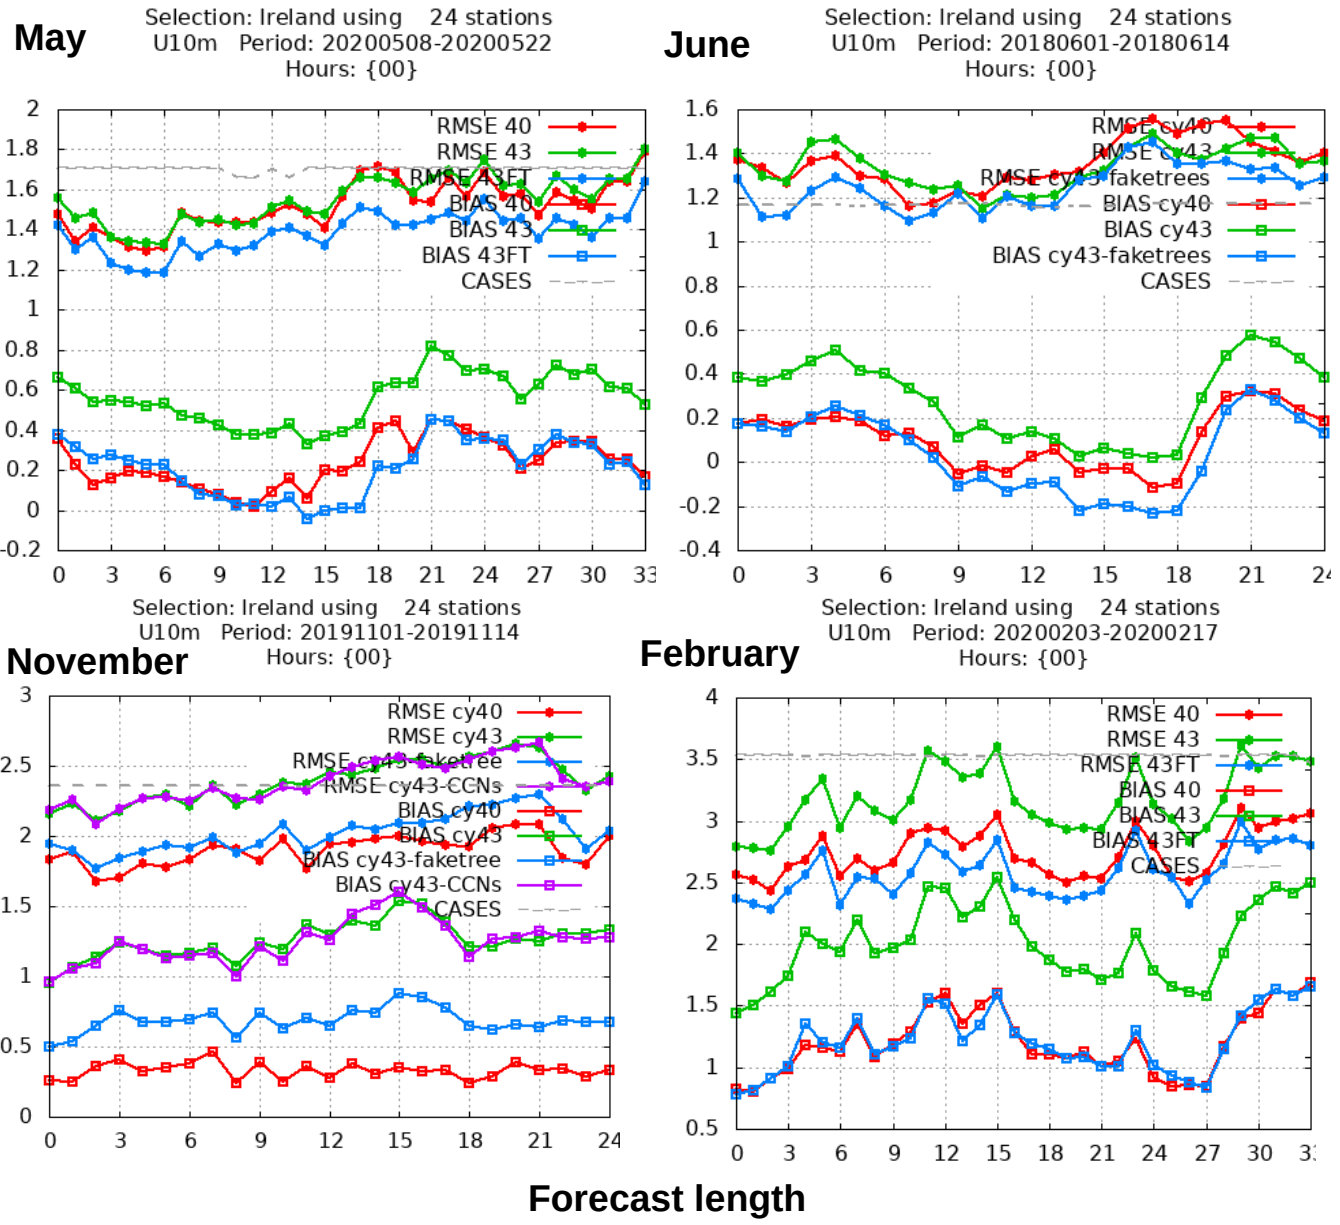 May
Selection: Ireland using 24 stations
U10m Period: 20200508-20200522
Hours: {00}
2
1.8
1.6
1.4
1.2
1
0.8
0.6
0.4
0.2
0
-0.2
RMSE 40
RMSE 43
RMSE 43FT
BIAS 40
BIAS 43
BIAS 43FT
CASES
0 3 6 9 12 15 18 21 24 27 30 33
June
Selection: Ireland using 24 stations
U10m Period: 20180601-20180614
Hours: {00}
1.6
1.4
1.2
1
0.8
0.6
0.4
0.2
0
-0.2
-0.4
RMSE cy40
RMSE cy43
RMSE cy43-faketrees
BIAS cy40
BIAS cy43
BIAS cy43-faketrees
CASES
0 3 6 9 12 15 18 21 24
November
Selection: Ireland using 24 stations
U10m Period: 20191101-20191114
Hours: {00}
3
2.5
2
1.5
1
0.5
0
RMSE cy40
RMSE cy43
RMSE cy43-faketree
RMSE cy43-CCNs
BIAS cy40
BIAS cy43
BIAS cy43-faketree
BIAS cy43-CCNs
CASES
0 3 6 9 12 15 18 21 24
February
Selection: Ireland using 24 stations
U10m Period: 20200203-20200217
Hours: {00}
4
3.5
3
2.5
2
1.5
1
0.5
RMSE 40
RMSE 43
RMSE 43FT
BIAS 40
BIAS 43
BIAS 43FT
CASES
0 3 6 9 12 15 18 21 24 27 30
Forecast length